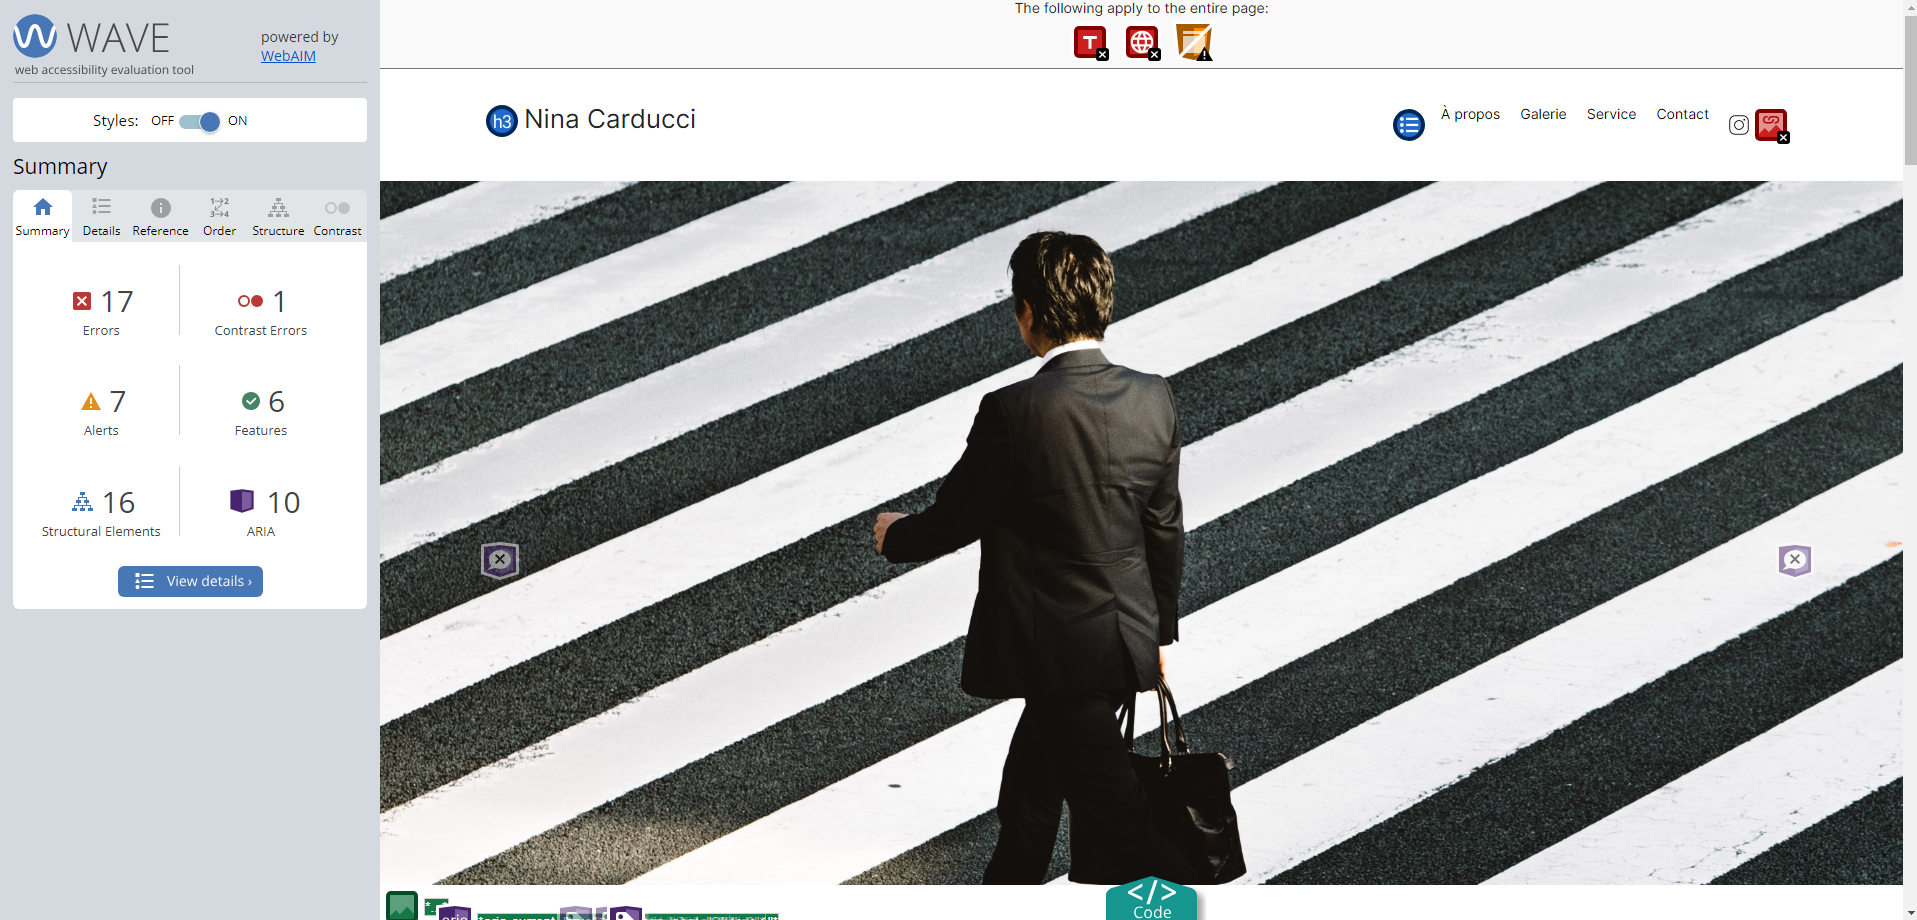 WAVE
powered by
WebAIM
web accessibility evaluation tool
Styles: OFF ON
Summary
Summary Details Reference Order Structure Contrast
17
Errors
1
Contrast Errors
7
Alerts
6
Features
16
Structural Elements
10
ARIA
View details ›
The following apply to the entire page:
T
h3 Nina Carducci
À propos Galerie Service Contact
</>
Code